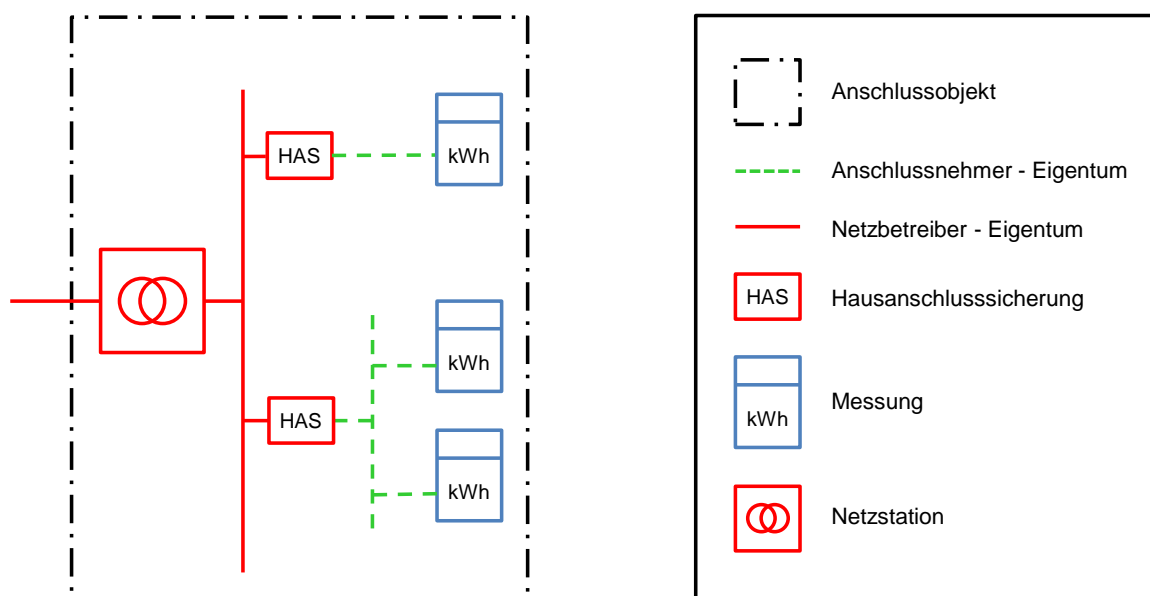 HAS
kWh
kWh
HAS
kWh
Anschlussobjekt
Anschlussnehmer - Eigentum
Netzbetreiber - Eigentum
HAS
Hausanschlusssicherung
kWh
Messung
Netzstation